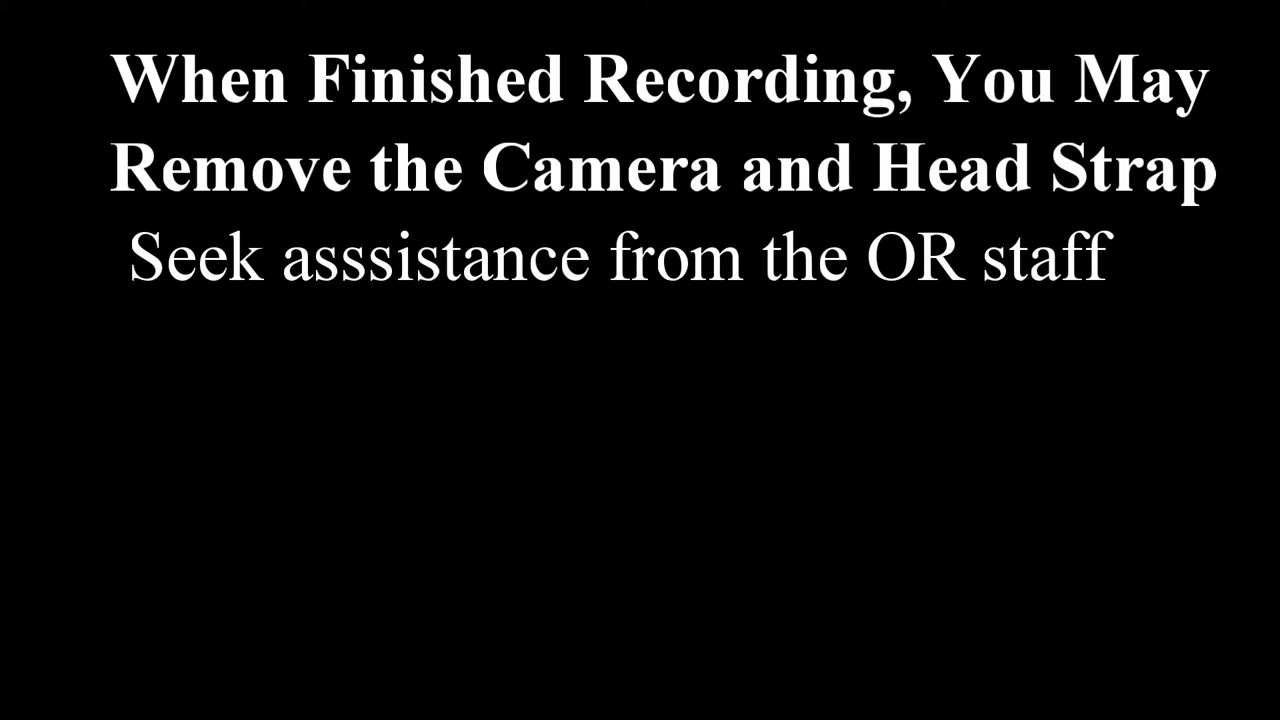 When Finished Recording, You May
Remove the Camera and Head Strap
Seek asssistance from the OR staff